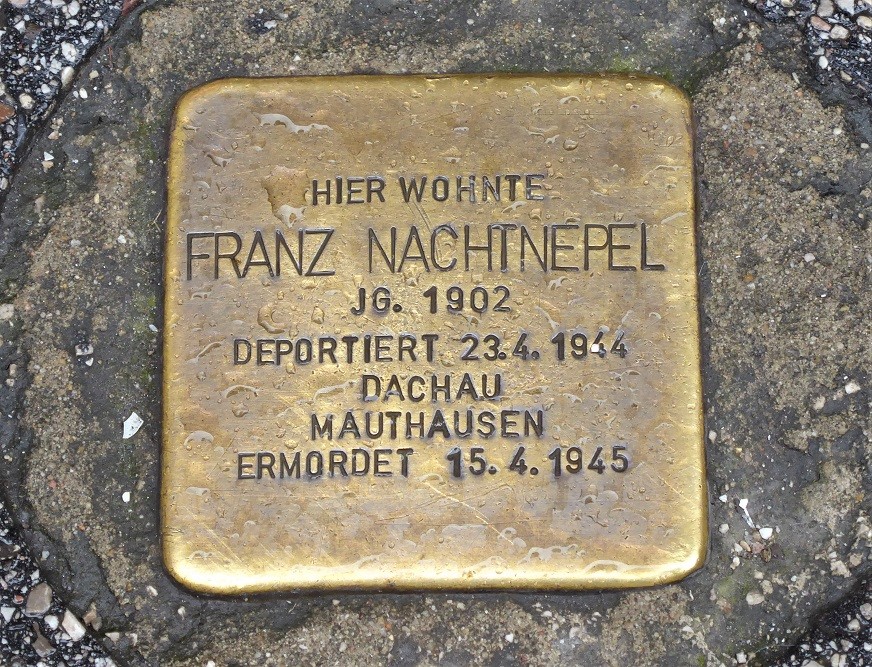 HIER WOHNTE
FRANZ NACHTNEPEL
JG. 1902
DEPORTIERT 23.4.1944
DACHAU
MAUTHAUSEN
ERMORDET 15.4.1945